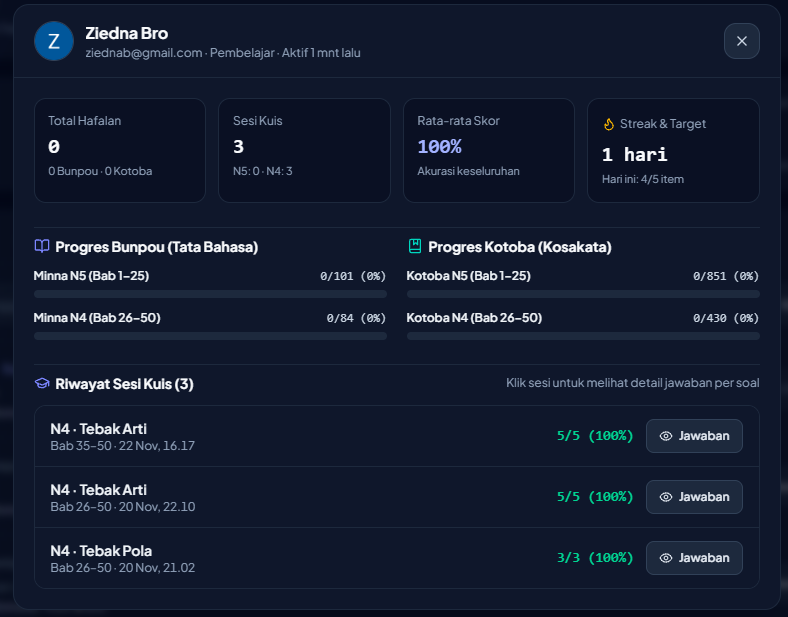 Z
Ziedna Bro
ziednab@gmail.com · Pembelajar · Aktif 1 mnt lalu
Total Hafalan
0
0 Bunpou · 0 Kotoba
Sesi Kuis
3
N5: 0 · N4: 3
Rata-rata Skor
100%
Akurasi keseluruhan
Streak & Target
1 hari
Hari ini: 4/5 item
Progres Bunpou (Tata Bahasa)
Minna N5 (Bab 1–25) 0/101 (0%)
Minna N4 (Bab 26–50) 0/84 (0%)
Progres Kotoba (Kosakata)
Kotoba N5 (Bab 1–25) 0/851 (0%)
Kotoba N4 (Bab 26–50) 0/430 (0%)
Riwayat Sesi Kuis (3) Klik sesi untuk melihat detail jawaban per soal
N4 · Tebak Arti
Bab 35–50 · 22 Nov, 16.17
5/5 (100%) Jawaban
N4 · Tebak Arti
Bab 26–50 · 20 Nov, 22.10
5/5 (100%) Jawaban
N4 · Tebak Pola
Bab 26–50 · 20 Nov, 21.02
3/3 (100%) Jawaban